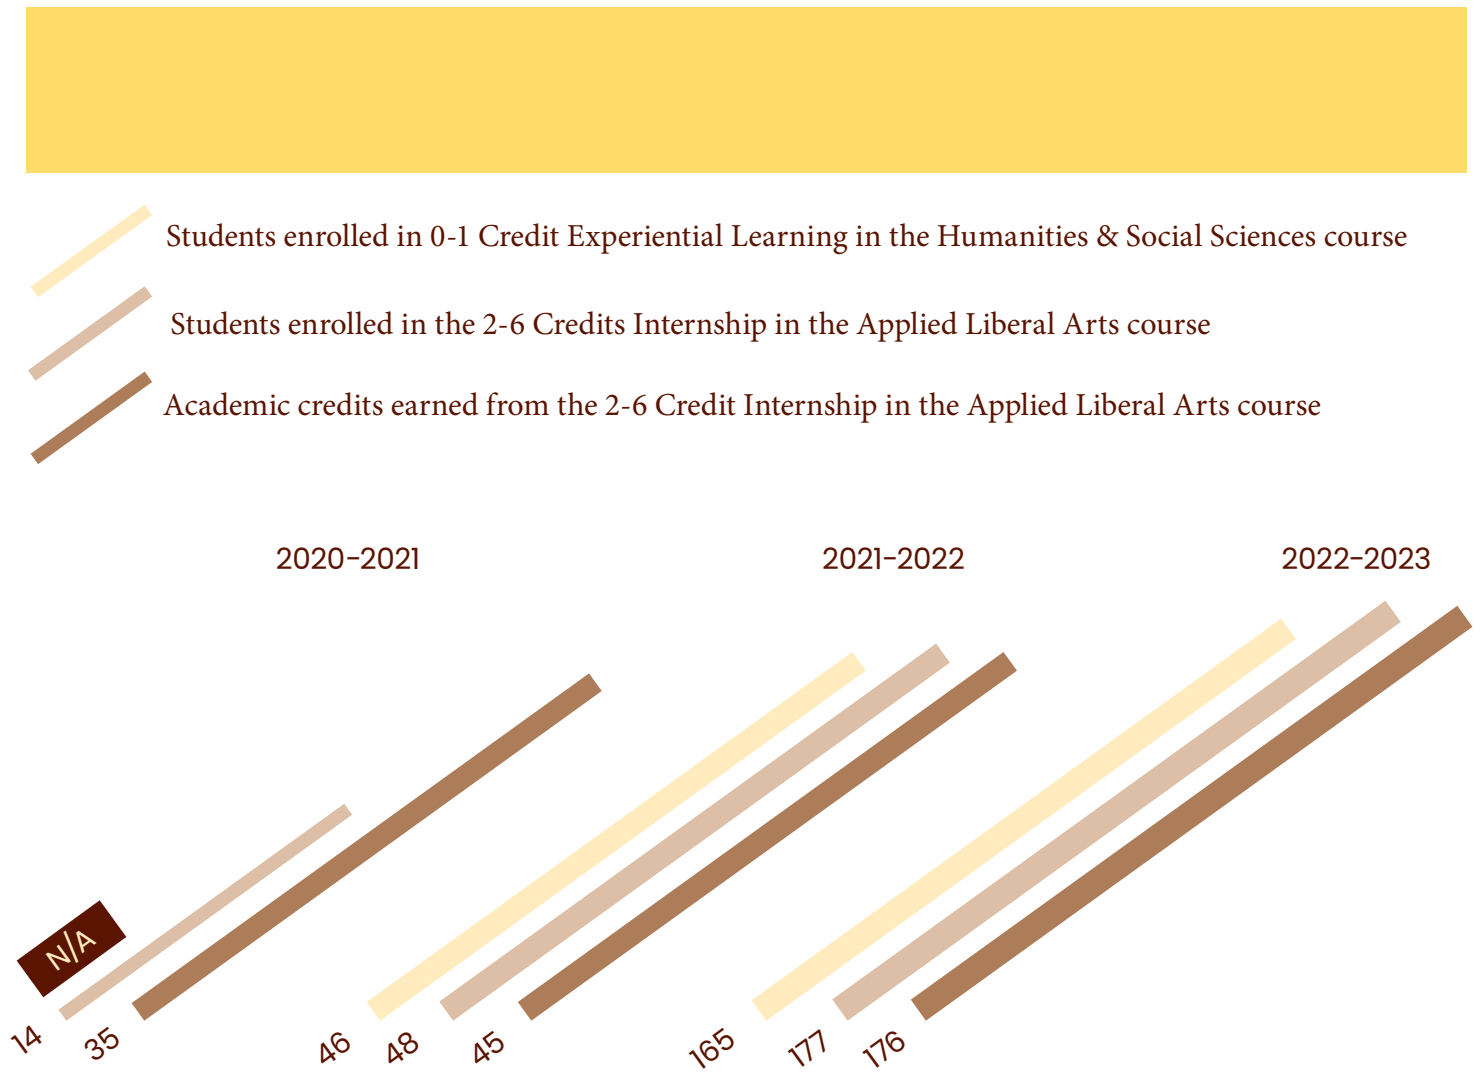 Students enrolled in 0-1 Credit Experiential Learning in the Humanities & Social Sciences course
Students enrolled in the 2-6 Credits Internship in the Applied Liberal Arts course
Academic credits earned from the 2-6 Credit Internship in the Applied Liberal Arts course
2020-2021
2021-2022
2022-2023
N/A
14
35
46
48
45
165
177
176